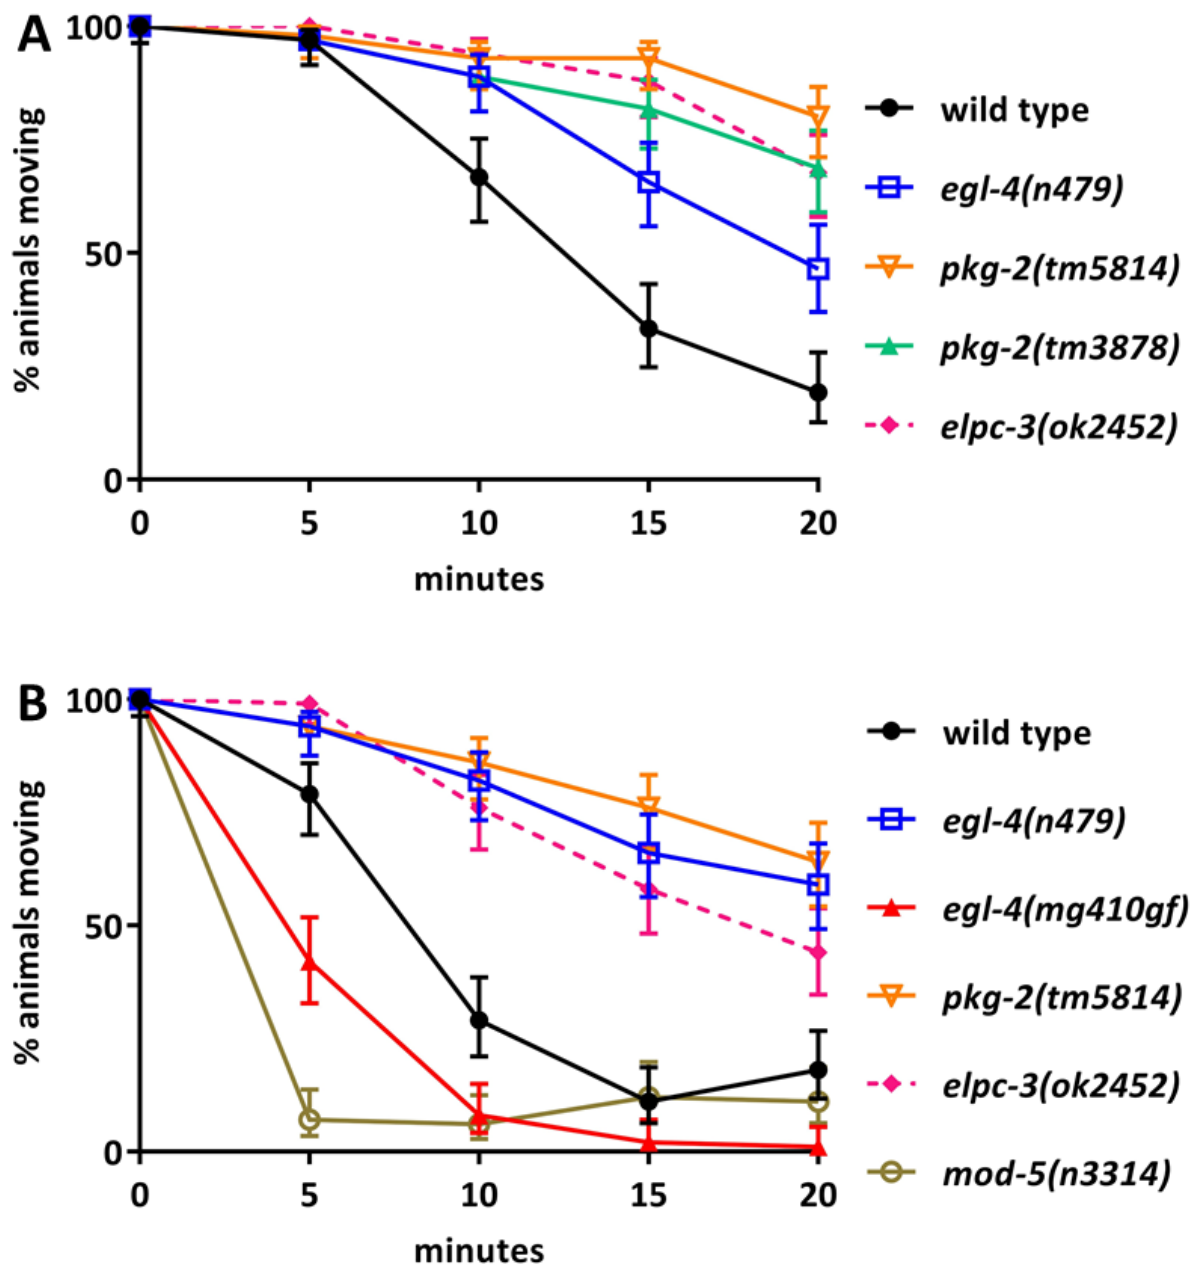 A
100
50
0
% animals moving
0 5 10 15 20
minutes
wild type
egl-4(n479)
pkg-2(tm5814)
pkg-2(tm3878)
elpc-3(ok2452)
B
100
50
0
% animals moving
0 5 10 15 20
minutes
wild type
egl-4(n479)
egl-4(mg410gf)
pkg-2(tm5814)
elpc-3(ok2452)
mod-5(n3314)